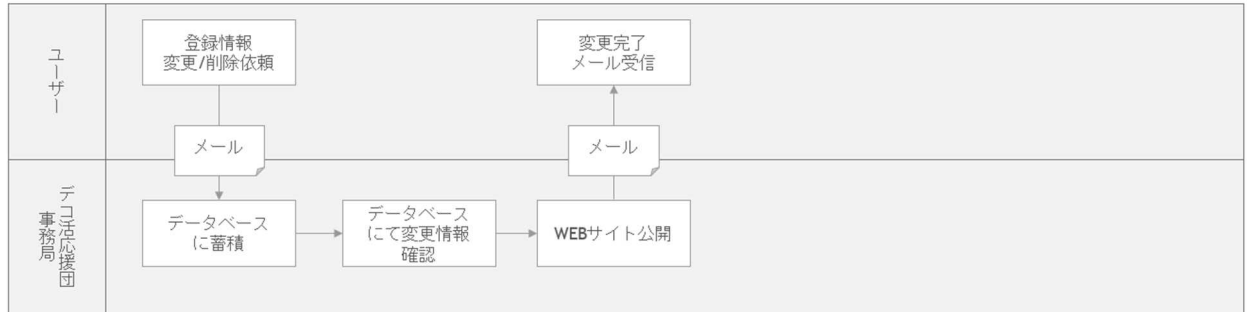 ユーザー
登録情報
変更/削除依頼
変更完了
メール受信
メール
メール
デコ活応援団
事務局
データベース
に蓄積
データベース
にて変更情報
確認
WEBサイト公開